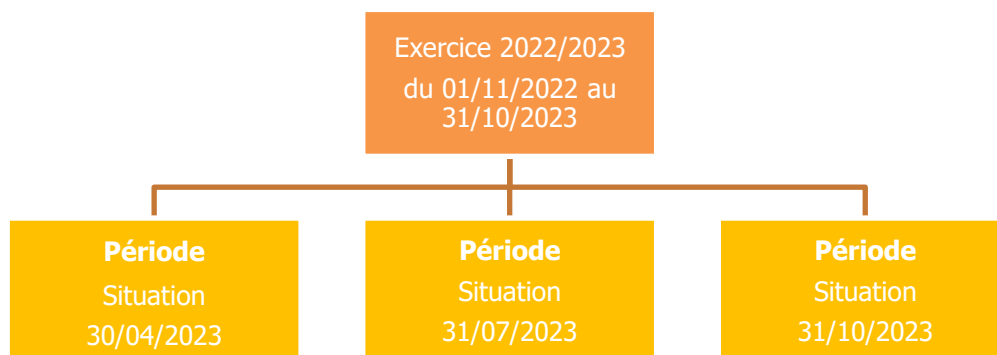 Exercice 2022/2023
du 01/11/2022 au
31/10/2023
Période
Situation
30/04/2023
Période
Situation
31/07/2023
Période
Situation
31/10/2023